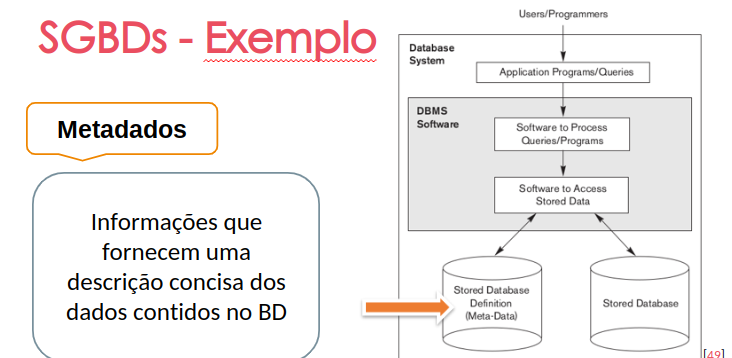 SGBDs - Exemplo
Metadados
Informações que
fornecem uma
descrição concisa dos
dados contidos no BD
Users/Programmers
Database
System
Application Programs/Queries
DBMS
Software
Software to Process
Queries/Programs
Software to Access
Stored Data
Stored Database
Definition
(Meta-Data)
Stored Database
[49]